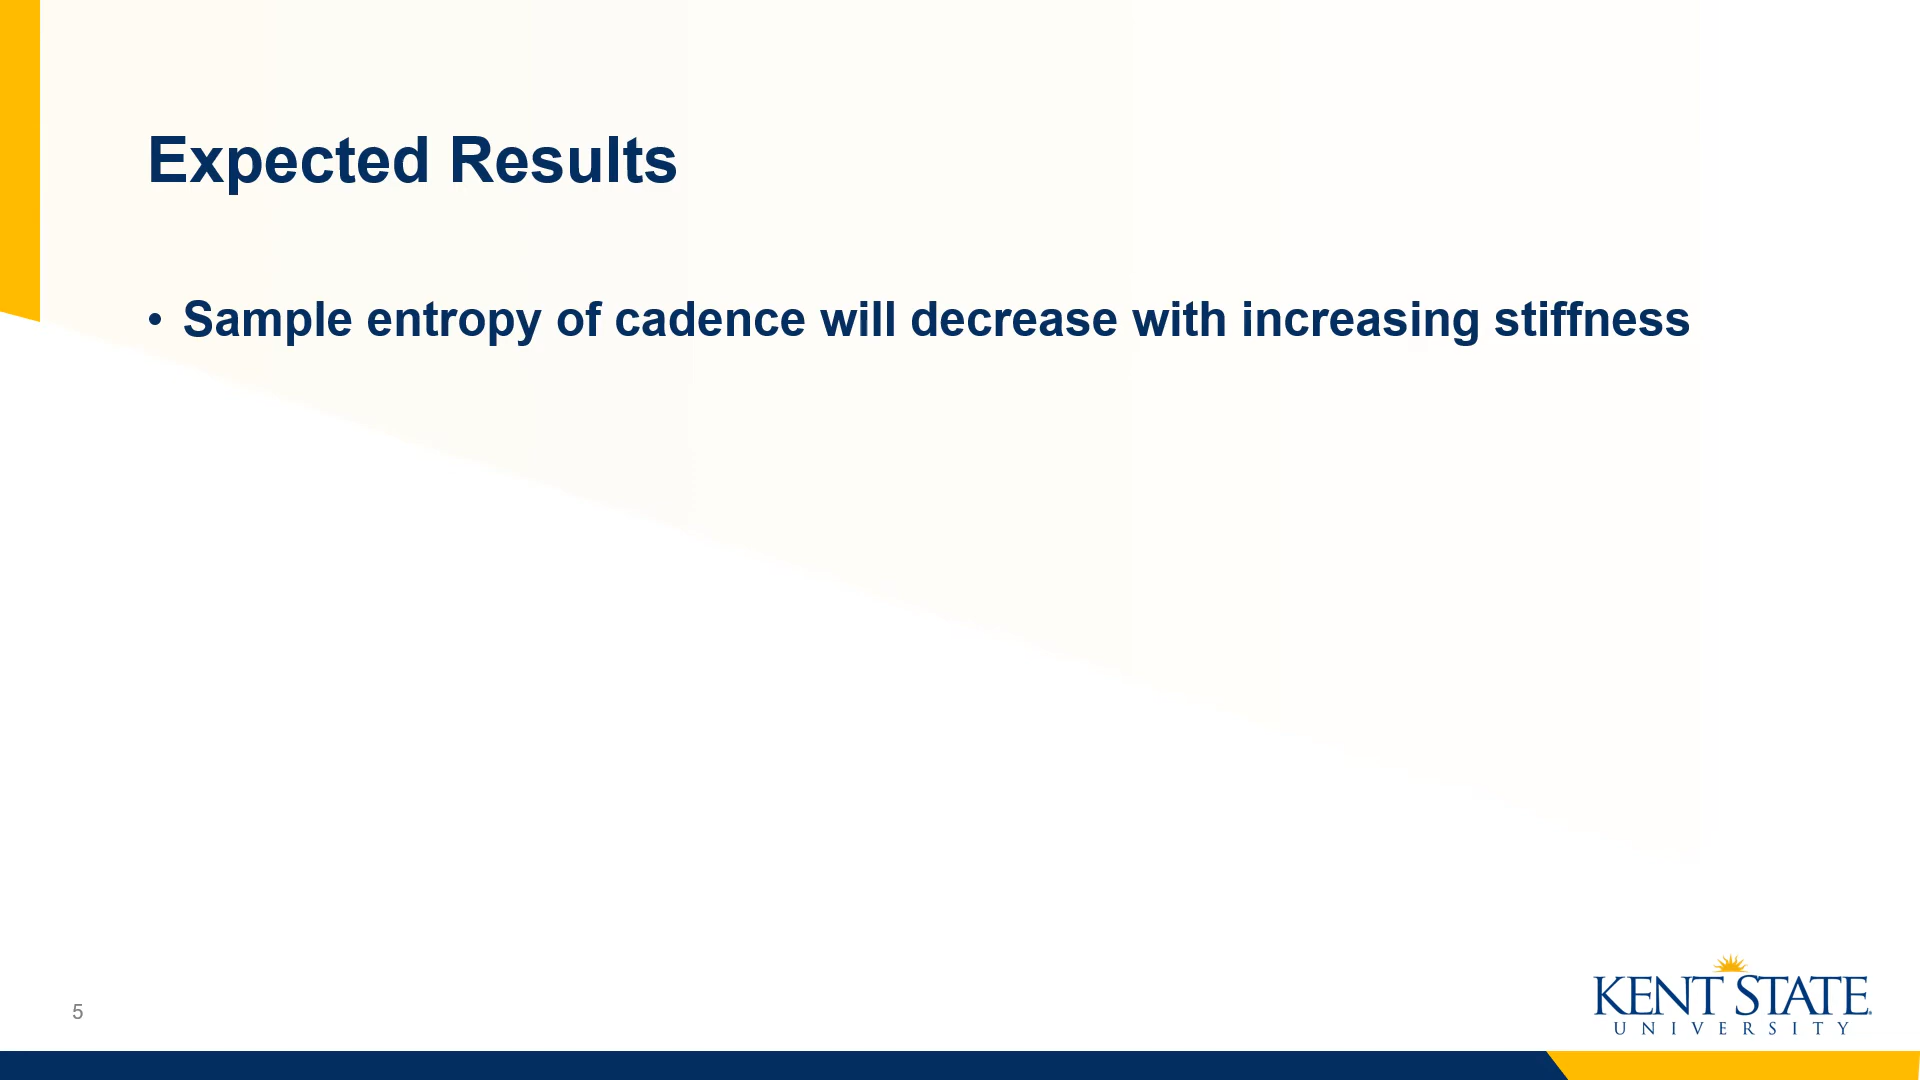 Expected Results
• Sample entropy of cadence will decrease with increasing stiffness
5
KENT STATE
UNIVERSITY